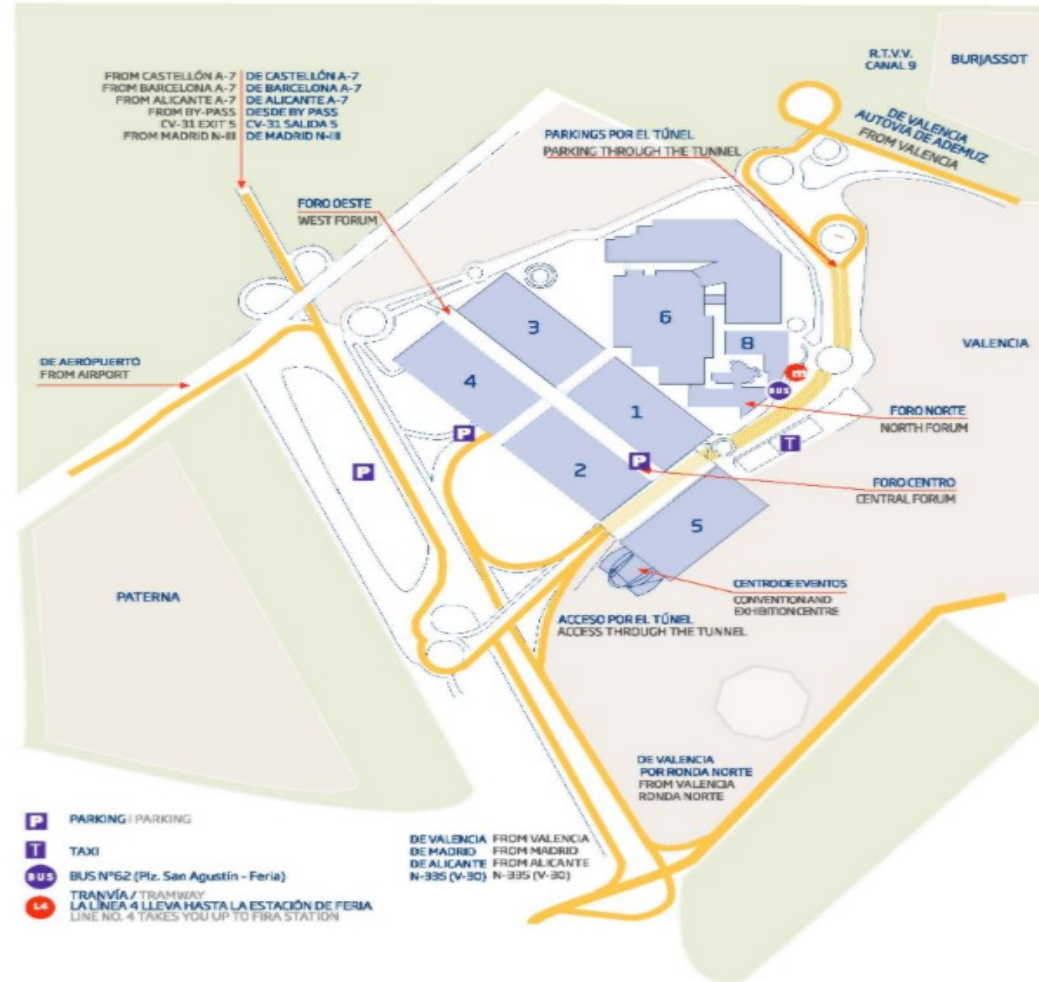 FROM CASTELLÓN A-7 DE CASTELLÓN A-7
FROM BARCELONA A-7 DE BARCELONA A-7
FROM ALICANTE A-7 DE ALICANTE A-7
FROM BY-PASS DESDE BY PASS
CV-31 EXIT 5 CV-31 SALIDA 5
FROM MADRID N-III DE MADRID N-III
R.T.V.V.
CANAL 9
BURJASSOT
DE VALENCIA
AUTOVIA DE ADEMUZ
FROM VALENCIA
PARKINGS POR EL TÚNEL
PARKING THROUGH THE TUNNEL
FORO OESTE
WEST FORUM
3
6
8
VALENCIA
DE AEROPUERTO
FROM AIRPORT
4
1
m
BUS
FORO NORTE
NORTH FORUM
P
T
P
P
2
FORO CENTRO
CENTRAL FORUM
5
PATERNA
CENTRO DE EVENTOS
CONVENTION AND
EXHIBITION CENTRE
ACCESO POR EL TÚNEL
ACCESS THROUGH THE TUNNEL
DE VALENCIA
POR RONDA NORTE
FROM VALENCIA
RONDA NORTE
P PARKING | PARKING
T TAXI
BUS BUS Nº62 (Plz. San Agustín - Feria)
TRANVÍA / TRAMWAY
L4 LA LÍNEA 4 LLEVA HASTA LA ESTACIÓN DE FERIA
LINE NO. 4 TAKES YOU UP TO FIRA STATION
DE VALENCIA FROM VALENCIA
DE MADRID FROM MADRID
DE ALICANTE FROM ALICANTE
N-335 (V-30) N-335 (V-30)